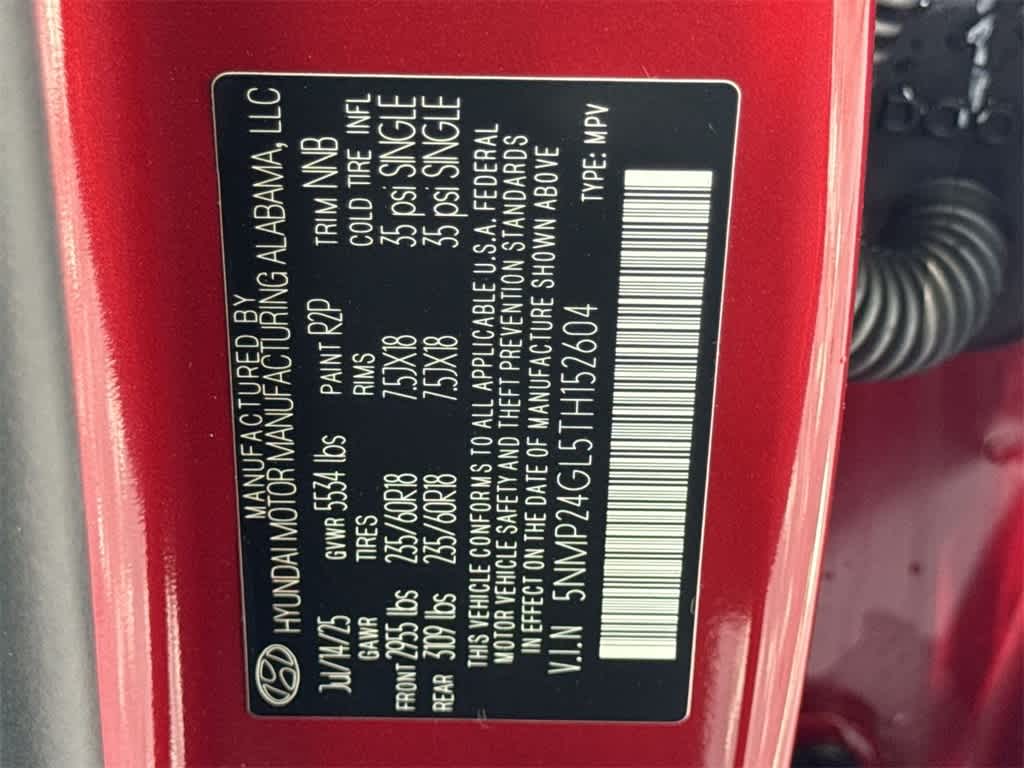 MANUFACTURED BY
HYUNDAI MOTOR MANUFACTURING ALABAMA, LLC
Jul/14/25 GVWR 5534 lbs PAINT R2P TRIM NNB
GAWR TIRES RIMS COLD TIRE INFL
FRONT 2955 lbs 235/60R18 7.5JX18 35 psi SINGLE
REAR 3109 lbs 235/60R18 7.5JX18 35 psi SINGLE
THIS VEHICLE CONFORMS TO ALL APPLICABLE U.S.A. FEDERAL
MOTOR VEHICLE SAFETY AND THEFT PREVENTION STANDARDS
IN EFFECT ON THE DATE OF MANUFACTURE SHOWN ABOVE
V.I.N 5NMP24GL5TH152604 TYPE: MPV